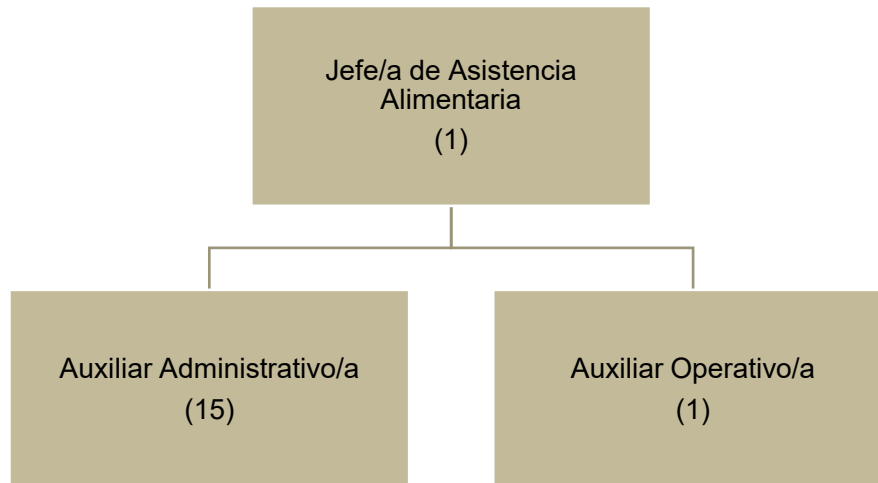 Jefe/a de Asistencia
Alimentaria
(1)
Auxiliar Administrativo/a
(15)
Auxiliar Operativo/a
(1)